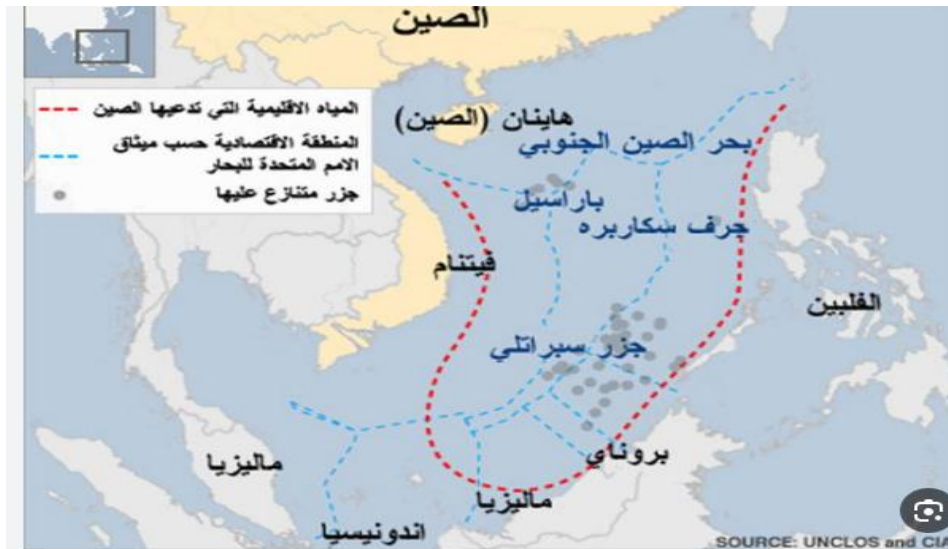 الصين
المياه الاقليمية التي تدعيها الصين
المنطقة الاقتصادية حسب ميثاق
الامم المتحدة للبحار
جزر متنازع عليها
هاينان (الصين)
بحر الصين الجنوبي
باراسيل
جرف سكاربره
فيتنام
الفلبين
جزر سبراتلي
بروناي
ماليزيا
ماليزيا
اندونيسيا
SOURCE: UNCLOS and CIA